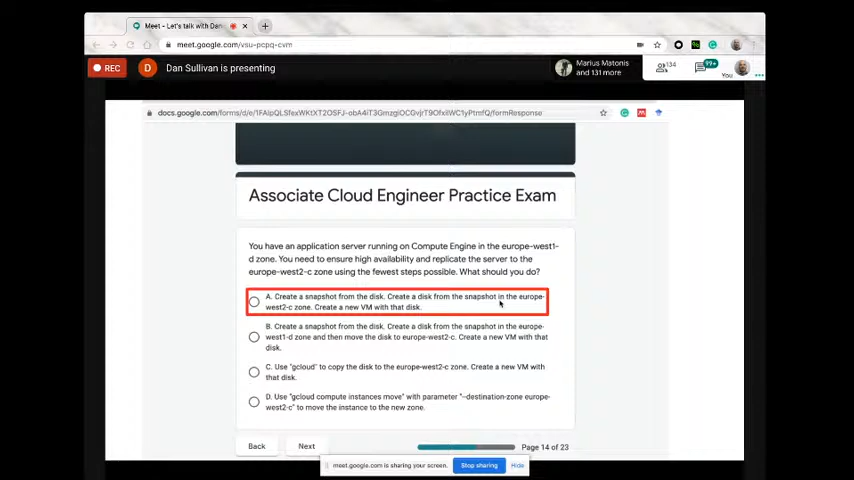 Meet - Let's talk with Dan
meet.google.com/vsu-pcpq-cvm
REC
D
Dan Sullivan is presenting
Marius Matonis
and 131 more
134
99+
You
docs.google.com/forms/d/e/
Associate Cloud Engineer Practice Exam
You have an application server running on Compute Engine in the europe-west1-
d zone. You need to ensure high availability and replicate the server to the
europe-west2-c zone using the fewest steps possible. What should you do?
A. Create a snapshot from the disk. Create a disk from the snapshot in the europe-
west2-c zone. Create a new VM with that disk.
B. Create a snapshot from the disk. Create a disk from the snapshot in the europe-
west1-d zone and then move the disk to europe-west2-c. Create a new VM with that
disk.
C. Use "gcloud" to copy the disk to the europe-west2-c zone. Create a new VM with
that disk.
D. Use "gcloud compute instances move" with parameter "--destination-zone europe-
west2-c" to move the instance to the new zone.
Back
Next
Page 14 of 23
meet.google.com is sharing your screen.
Stop sharing
Hide